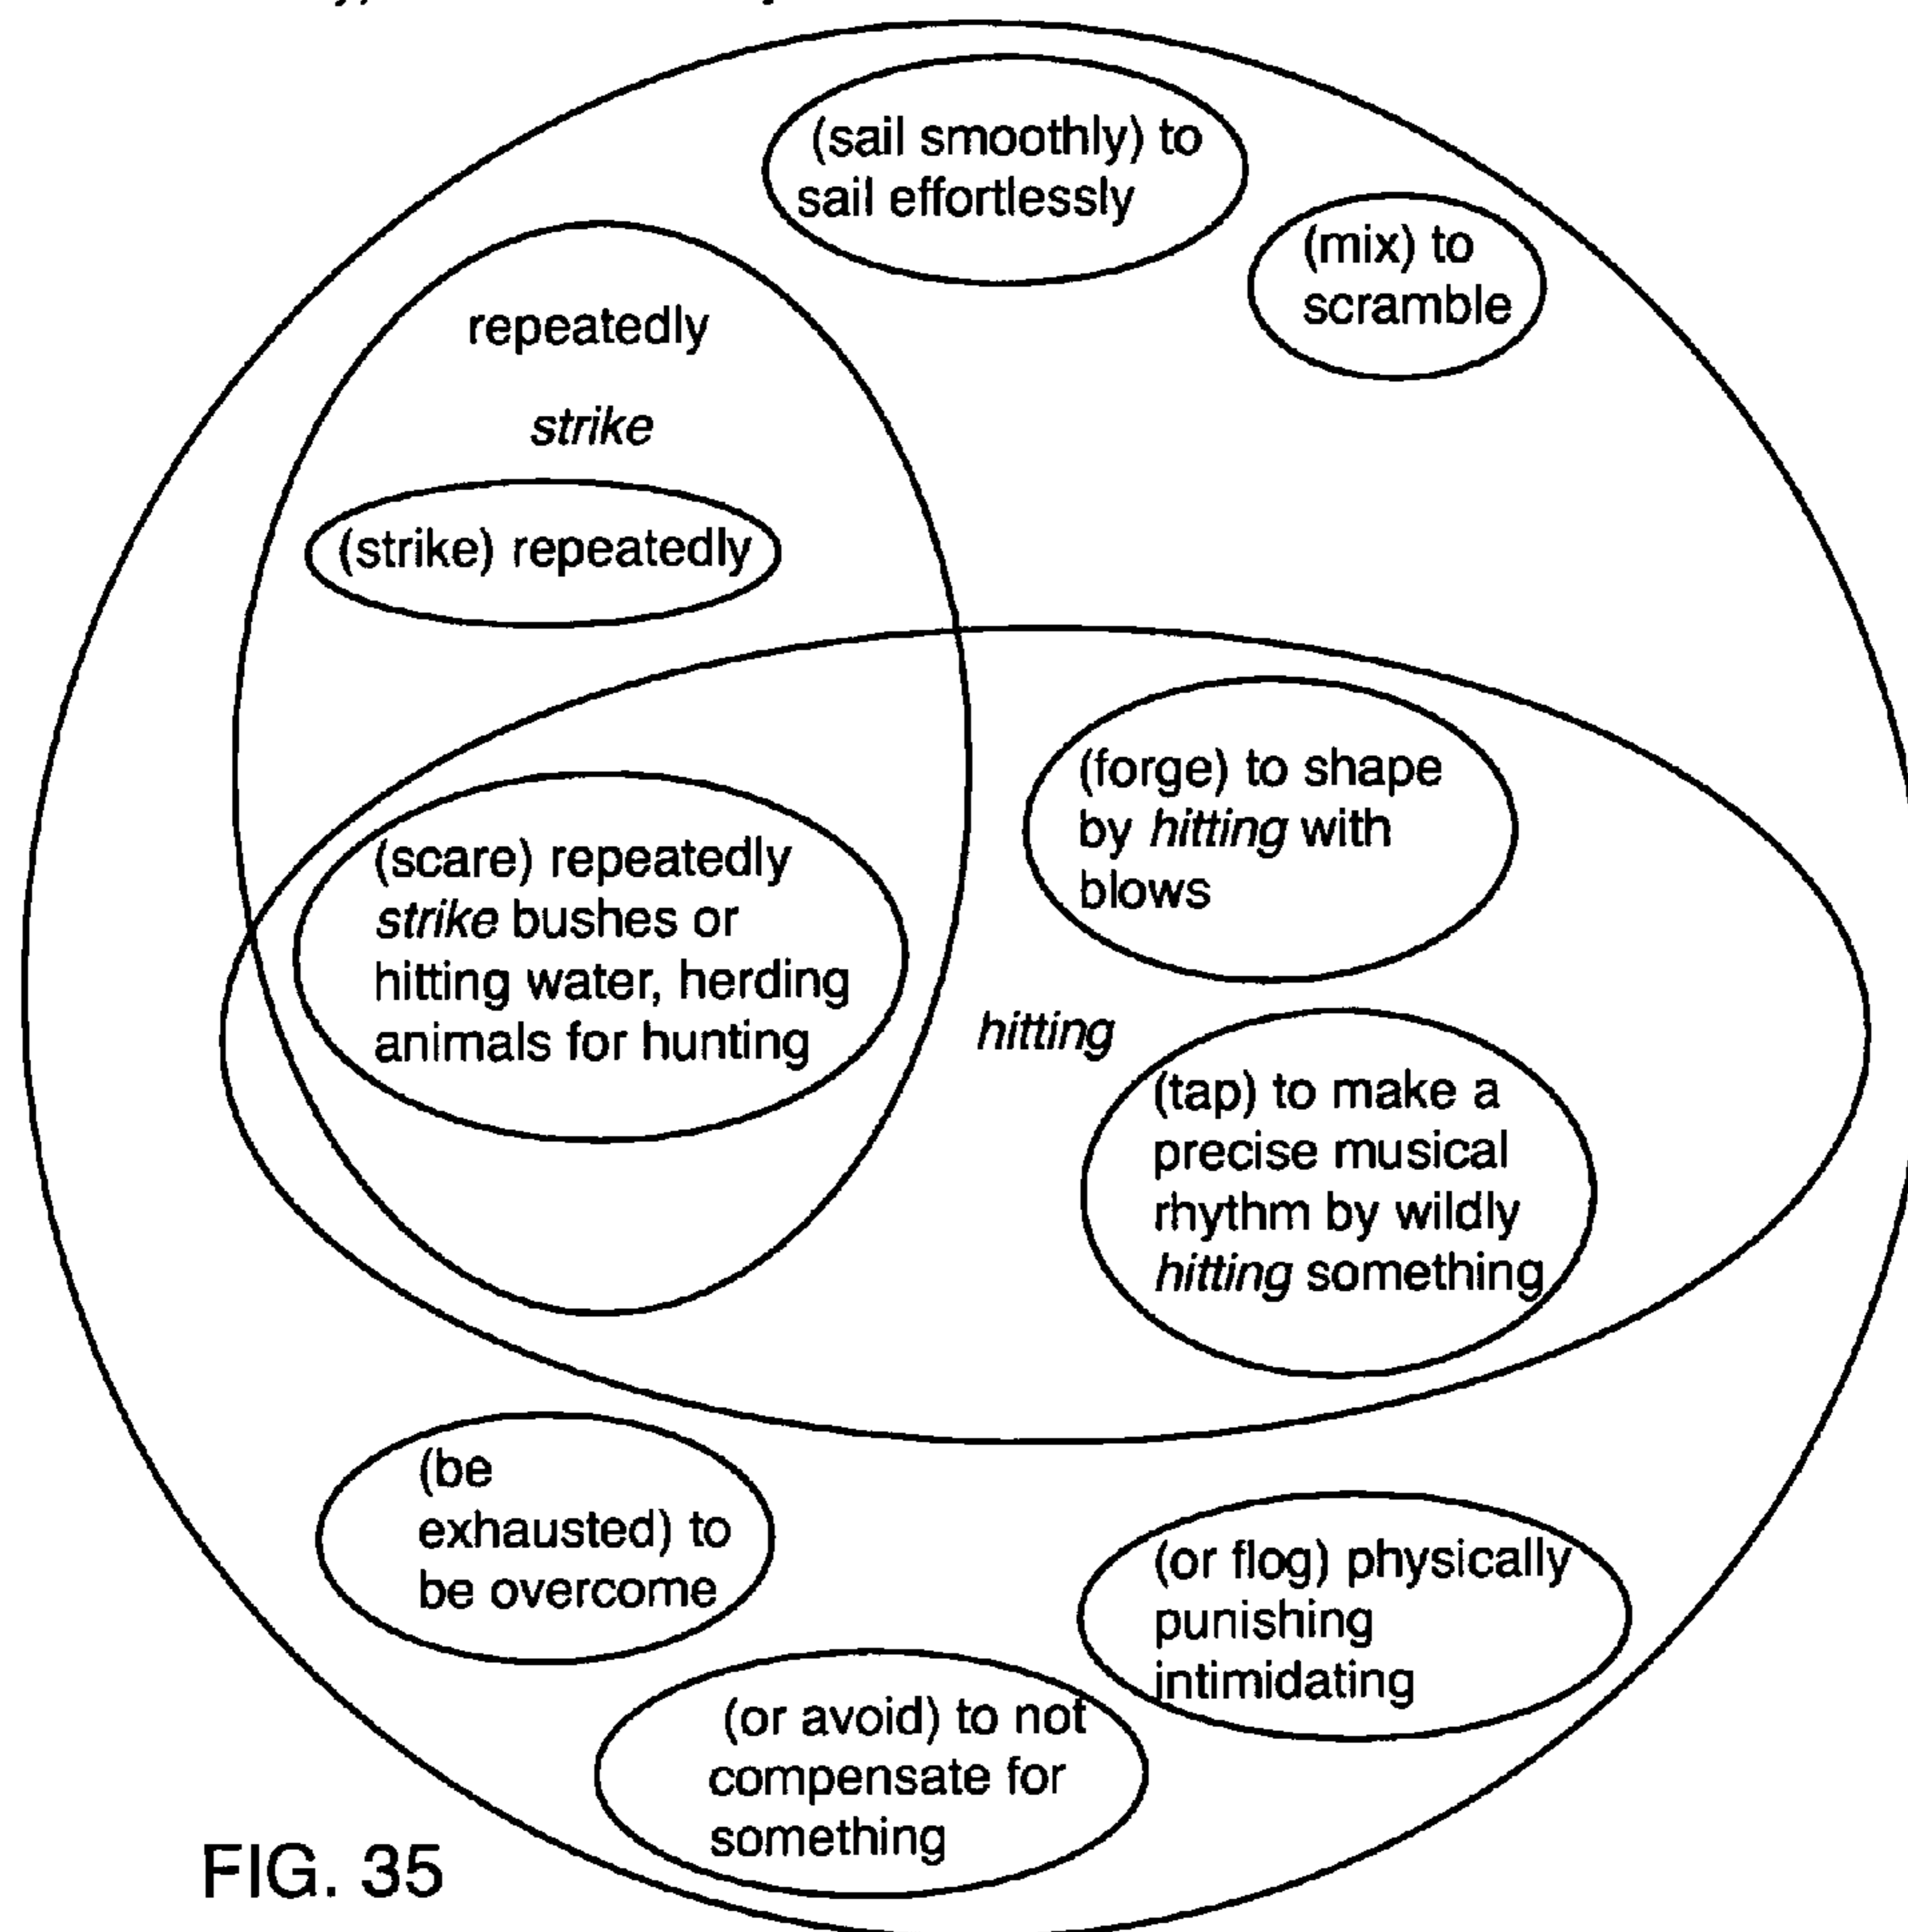 (sail smoothly) to
sail effortlessly
(mix) to
scramble
repeatedly
strike
(strike) repeatedly
(forge) to shape
by hitting with
blows
(scare) repeatedly
strike bushes or
hitting water, herding
animals for hunting
hitting
(tap) to make a
precise musical
rhythm by wildly
hitting something
(be
exhausted) to
be overcome
(or flog) physically
punishing
intimidating
(or avoid) to not
compensate for
something
FIG. 35